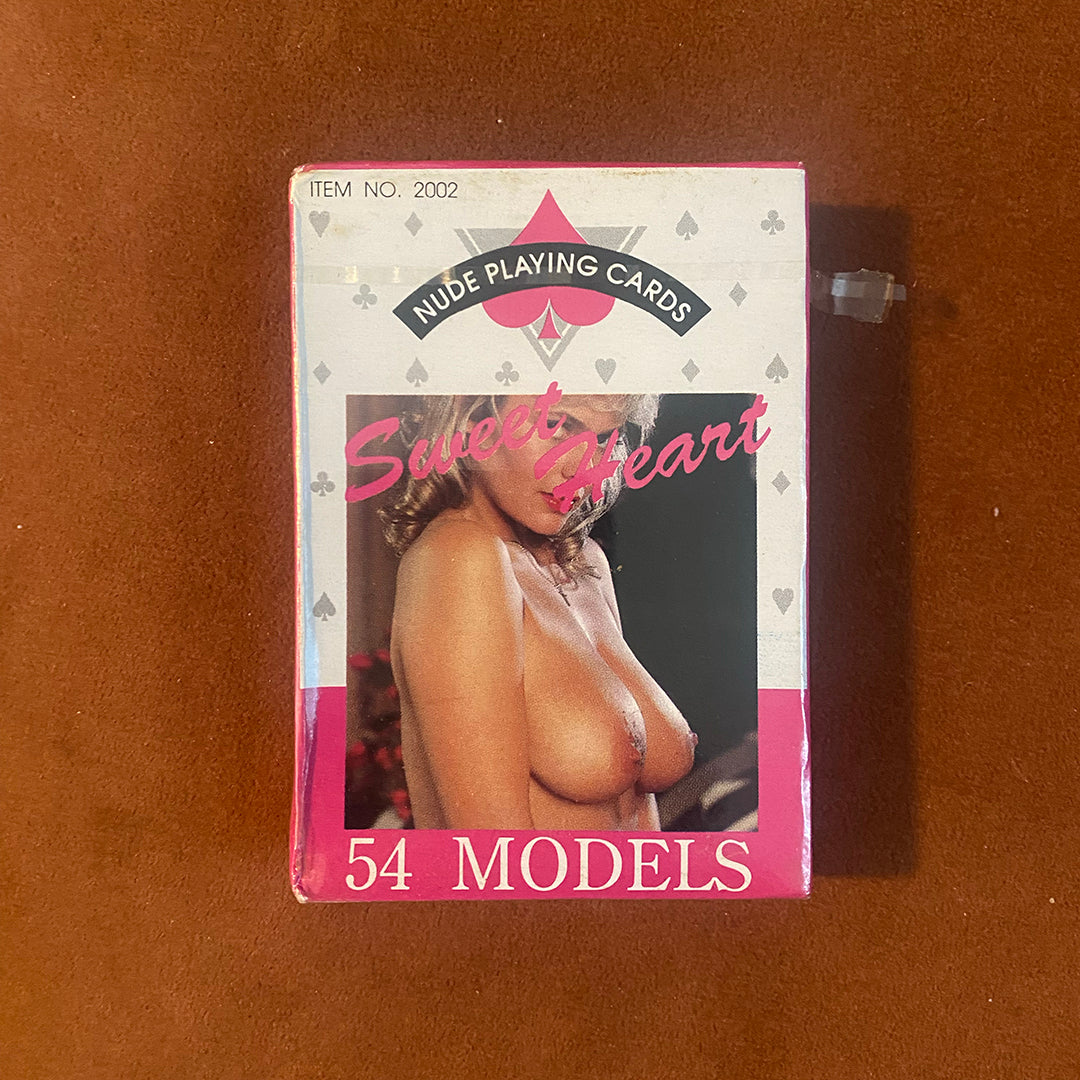 ITEM NO. 2002
NUDE PLAYING CARDS
Sweet Heart
54 MODELS